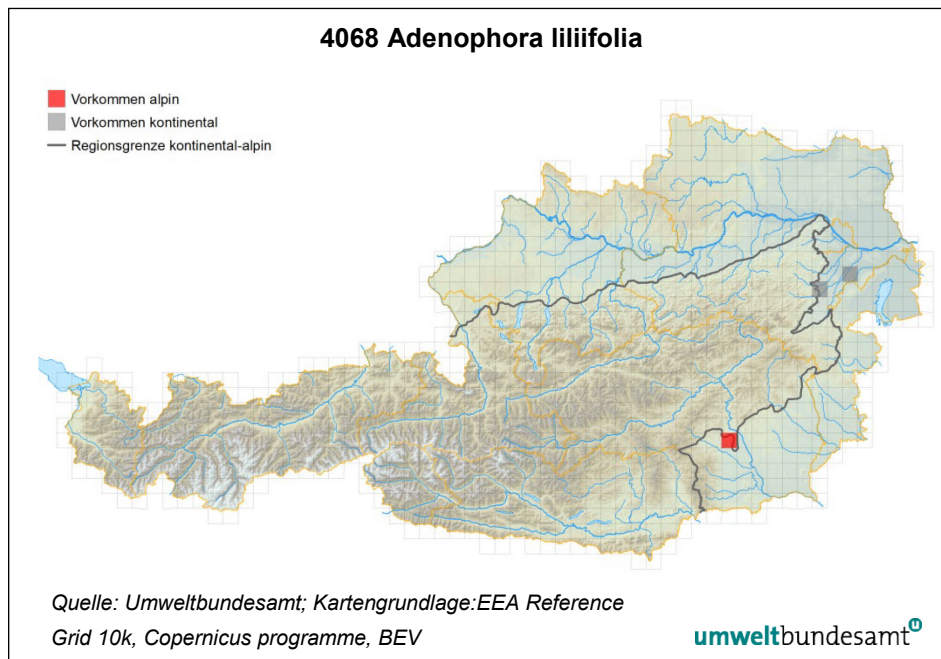 4068 Adenophora liliifolia
Vorkommen alpin
Vorkommen kontinental
Regionsgrenze kontinental-alpin
Quelle: Umweltbundesamt; Kartengrundlage:EEA Reference
Grid 10k, Copernicus programme, BEV
umweltbundesamt u